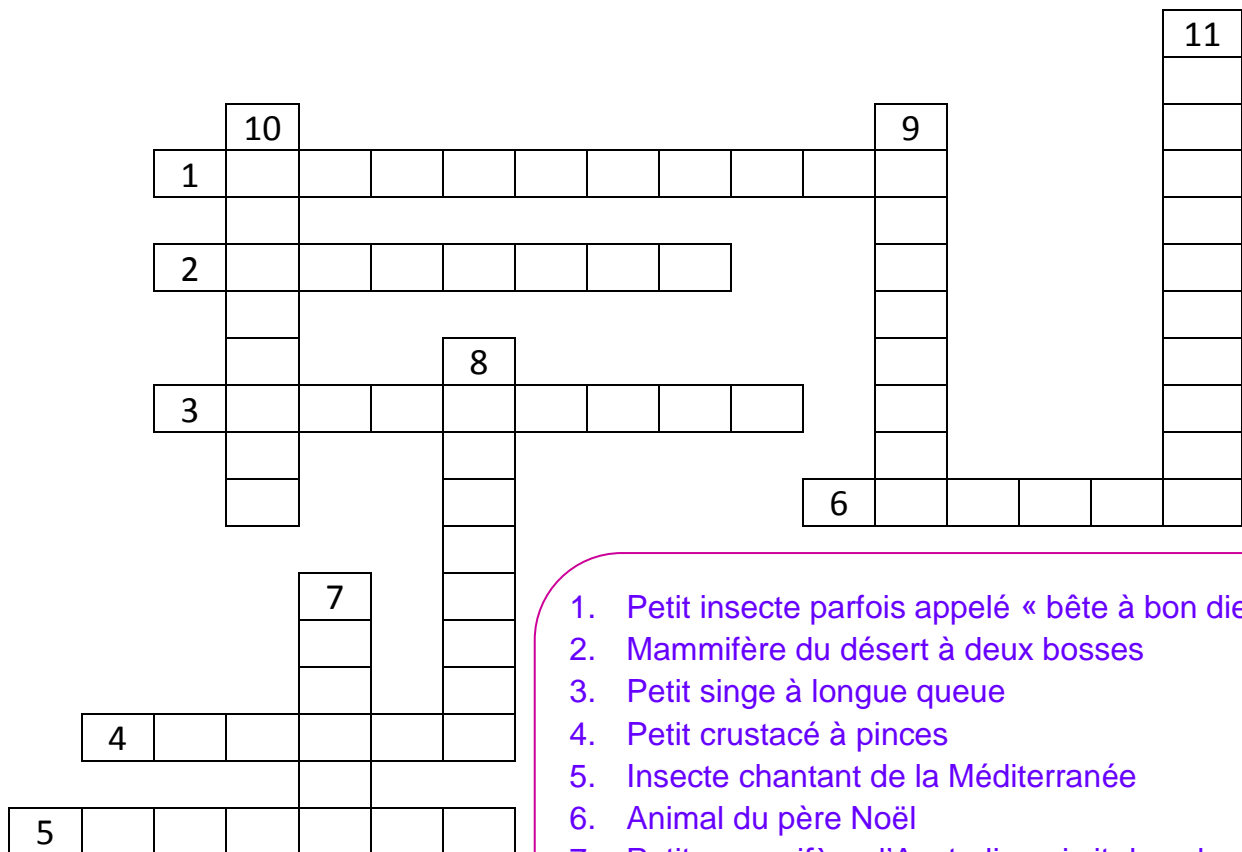 11
10
9
1
2
8
3
6
7
1. Petit insecte parfois appelé « bête à bon
2. Mammifère du désert à deux bosses
3. Petit singe à longue queue
4
4. Petit crustacé à pinces
5. Insecte chantant de la Méditerranée
5
6. Animal du père Noël